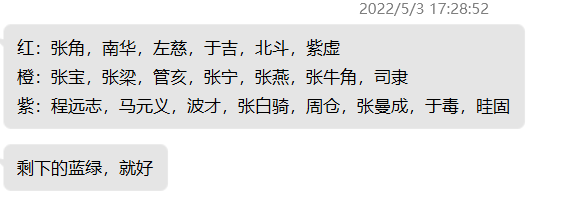 2022/5/3 17:28:52
红：张角，南华，左慈，于吉，北斗，紫虚
橙：张宝，张梁，管亥，张宁，张燕，张牛角，司隶
紫：程远志，马元义，波才，张白骑，周仓，张曼成，于毒，眭固
剩下的蓝绿，就好